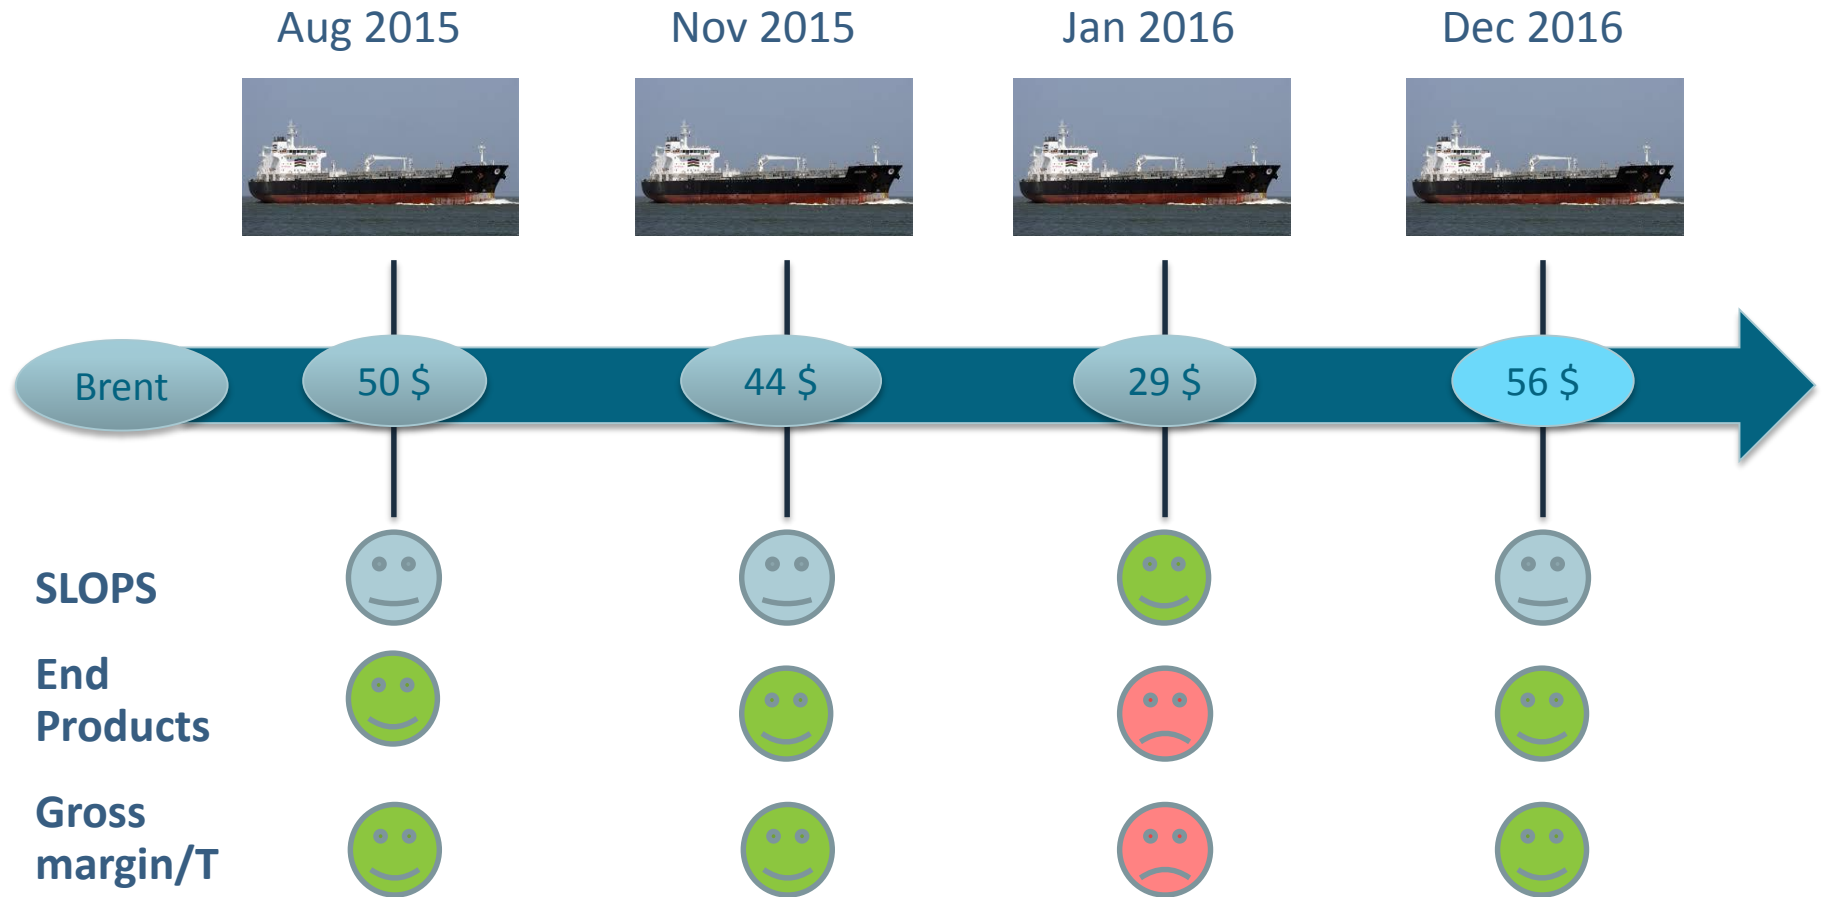 Aug 2015
Nov 2015
Jan 2016
Dec 2016
Brent
50 $
44 $
29 $
56 $
SLOPS
End
Products
Gross
margin/T